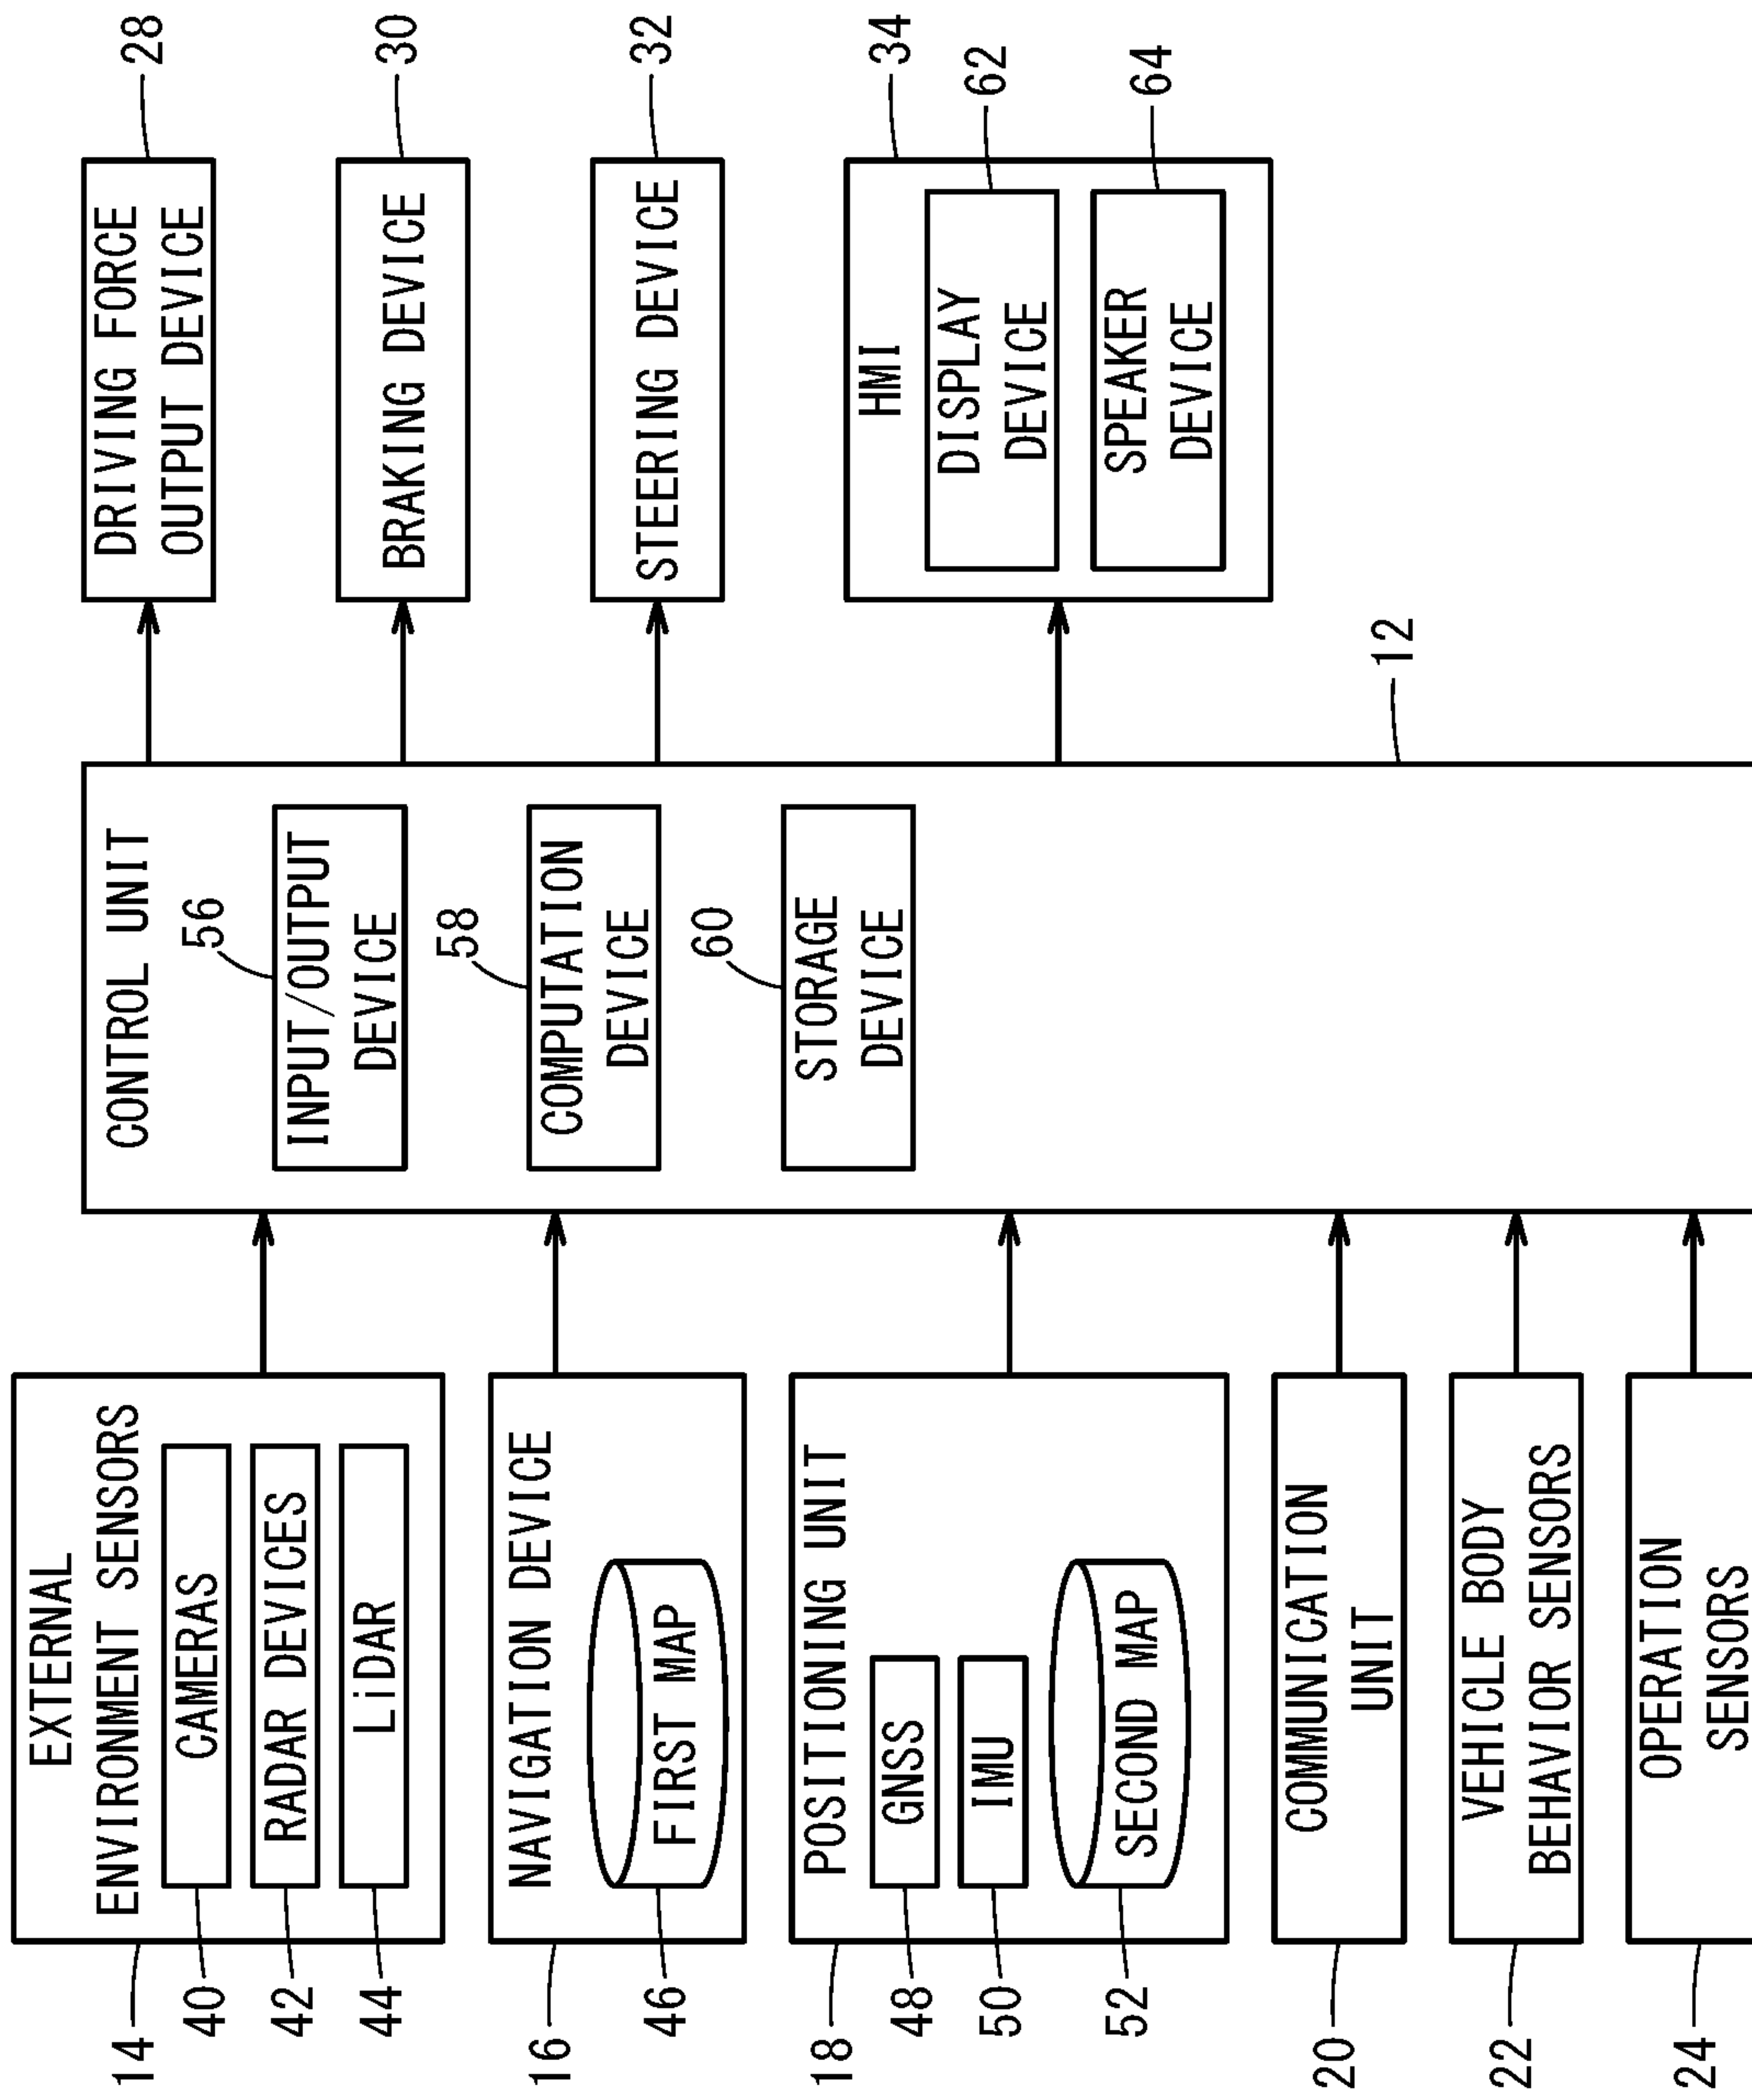 14
EXTERNAL
ENVIRONMENT SENSORS
40
CAMERAS
42
RADAR DEVICES
44
LiDAR
16
NAVIGATION DEVICE
46
FIRST MAP
18
POSITIONING UNIT
48
GNSS
50
IMU
52
SECOND MAP
20
COMMUNICATION
UNIT
22
VEHICLE BODY
BEHAVIOR SENSORS
24
OPERATION
SENSORS
CONTROL UNIT
56
INPUT/OUTPUT
DEVICE
58
COMPUTATION
DEVICE
60
STORAGE
DEVICE
12
DRIVING FORCE
OUTPUT DEVICE
28
BRAKING DEVICE
30
STEERING DEVICE
32
HMI
34
DISPLAY
DEVICE
62
SPEAKER
DEVICE
64